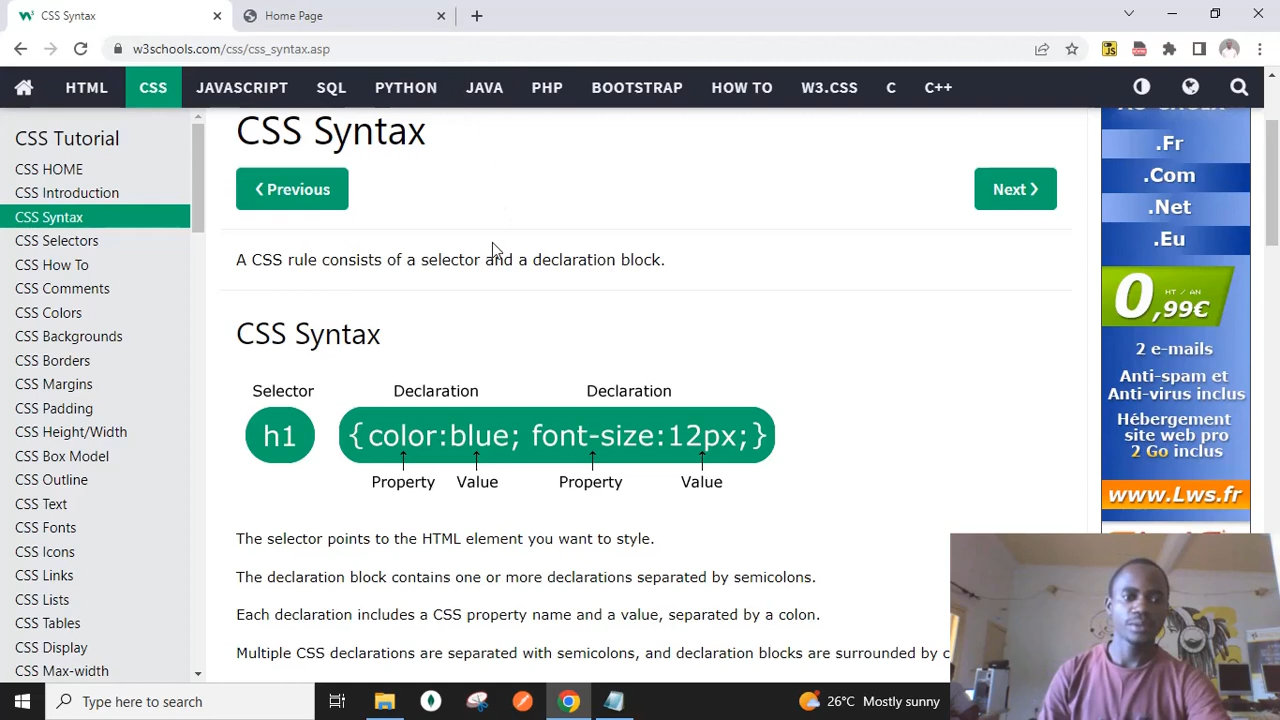 CSS Syntax
Home Page
w3schools.com/css/css_syntax.asp
HTML CSS JAVASCRIPT SQL PYTHON JAVA PHP BOOTSTRAP HOW TO W3.CSS C C++
CSS Tutorial
CSS HOME
CSS Introduction
CSS Syntax
CSS Selectors
CSS How To
CSS Comments
CSS Colors
CSS Backgrounds
CSS Borders
CSS Margins
CSS Padding
CSS Height/Width
CSS Box Model
CSS Outline
CSS Text
CSS Fonts
CSS Icons
CSS Links
CSS Lists
CSS Tables
CSS Display
CSS Max-width
CSS Syntax
❮ Previous
Next ❯
A CSS rule consists of a selector and a declaration block.
CSS Syntax
Selector Declaration Declaration
h1 {color:blue; font-size:12px;}
Property Value Property Value
The selector points to the HTML element you want to style.
The declaration block contains one or more declarations separated by semicolons.
Each declaration includes a CSS property name and a value, separated by a colon.
Multiple CSS declarations are separated with semicolons, and declaration blocks are surrounded by c
.Fr
.Com
.Net
.Eu
HT / AN
0,99€
2 e-mails
Anti-spam et
Anti-virus inclus
Hébergement
site web pro
2 Go inclus
www.Lws.fr
Type here to search
26°C Mostly sunny